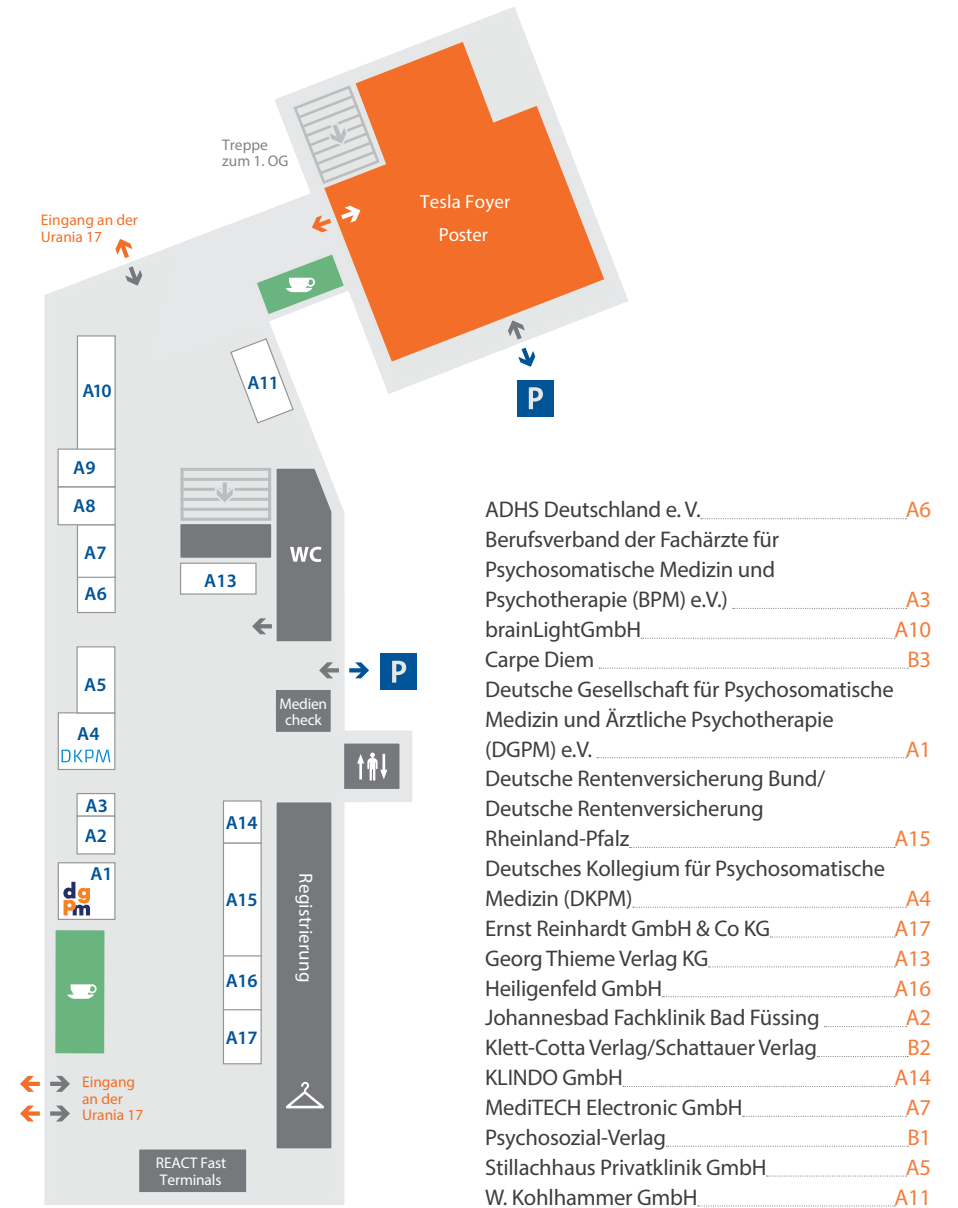 Treppe
zum 1. OG
Tesla Foyer
Poster
Eingang an der
Urania 17
P
A10
A11
A9
A8
A7
A6
WC
A13
P
A5
A4
DKPM
Medien
check
A3
A2
A1
dg
pm
A14
A15
A16
A17
Registrierung
Eingang
an der
Urania 17
REACT Fast
Terminals
ADHS Deutschland e. V. A6
Berufsverband der Fachärzte für
Psychosomatische Medizin und
Psychotherapie (BPM) e.V.) A3
brainLightGmbH A10
Carpe Diem B3
Deutsche Gesellschaft für Psychosomatische
Medizin und Ärztliche Psychotherapie
(DGPM) e.V. A1
Deutsche Rentenversicherung Bund/
Deutsche Rentenversicherung
Rheinland-Pfalz A15
Deutsches Kollegium für Psychosomatische
Medizin (DKPM) A4
Ernst Reinhardt GmbH & Co KG A17
Georg Thieme Verlag KG A13
Heiligenfeld GmbH A16
Johannesbad Fachklinik Bad Füssing A2
Klett-Cotta Verlag/Schattauer Verlag B2
KLINDO GmbH A14
MediTECH Electronic GmbH A7
Psychosozial-Verlag B1
Stillachhaus Privatklinik GmbH A5
W. Kohlhammer GmbH A11